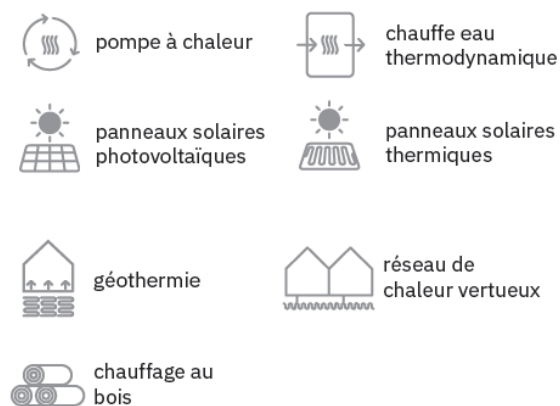 pompe à chaleur
chauffe eau
thermodynamique
panneaux solaires
photovoltaïques
panneaux solaires
thermiques
géothermie
réseau de
chaleur vertueux
chauffage au
bois